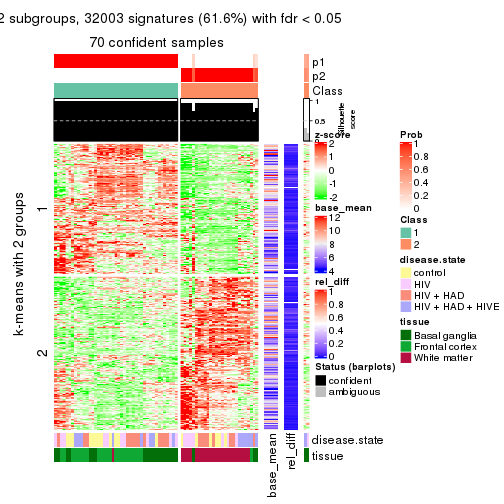 2 subgroups, 32003 signatures (61.6%) with fdr < 0.05
70 confident samples
p1
p2
Class
1
0.5
0
Silhouette
score
k-means with 2 groups
1
2
z-score
2
1
0
-1
-2
base_mean
12
10
8
6
4
rel_diff
1
0.8
0.6
0.4
0.2
0
Status (barplots)
confident
ambiguous
Prob
1
0.8
0.6
0.4
0.2
0
Class
1
2
disease.state
control
HIV
HIV + HAD
HIV + HAD + HIVE
tissue
Basal ganglia
Frontal cortex
White matter
disease.state
tissue
base_mean
rel_diff